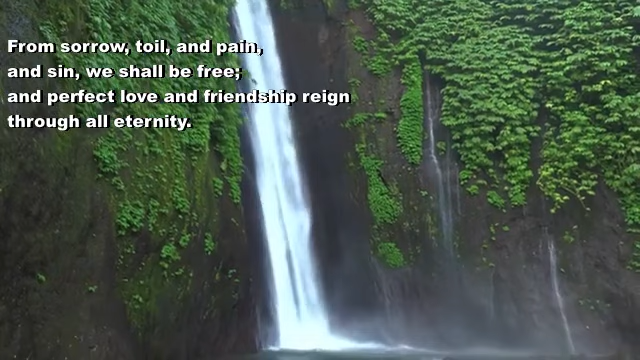 From sorrow, toil, and pain,
and sin, we shall be free;
and perfect love and friendship reign
through all eternity.